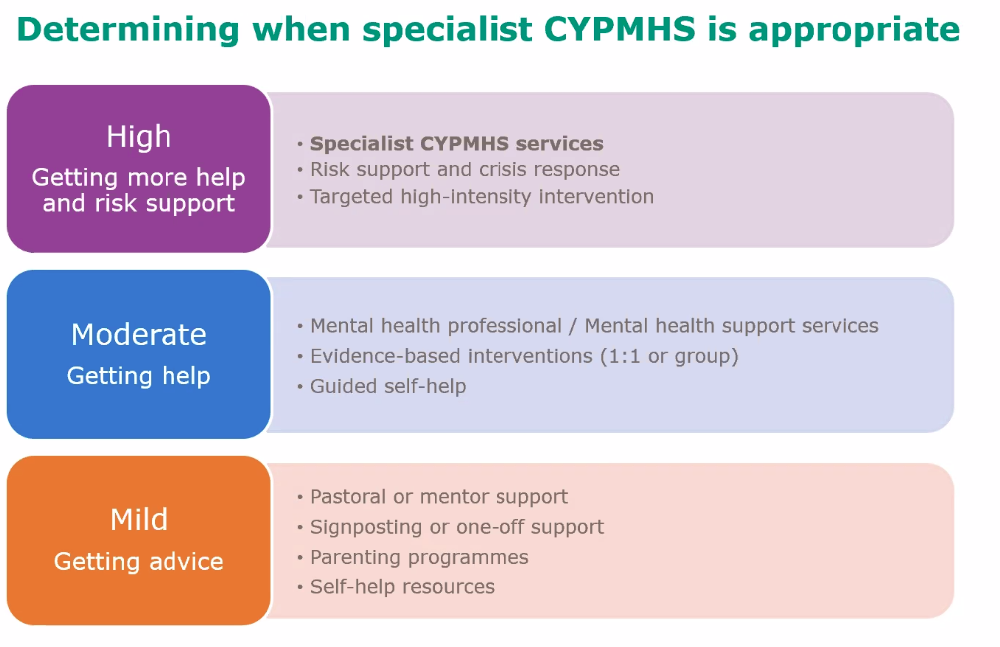 Determining when specialist CYPMHS is appropriate
High
Getting more help
and risk support
• Specialist CYPMHS services
• Risk support and crisis response
• Targeted high-intensity intervention
Moderate
Getting help
• Mental health professional / Mental health support services
• Evidence-based interventions (1:1 or group)
• Guided self-help
Mild
Getting advice
• Pastoral or mentor support
• Signposting or one-off support
• Parenting programmes
• Self-help resources